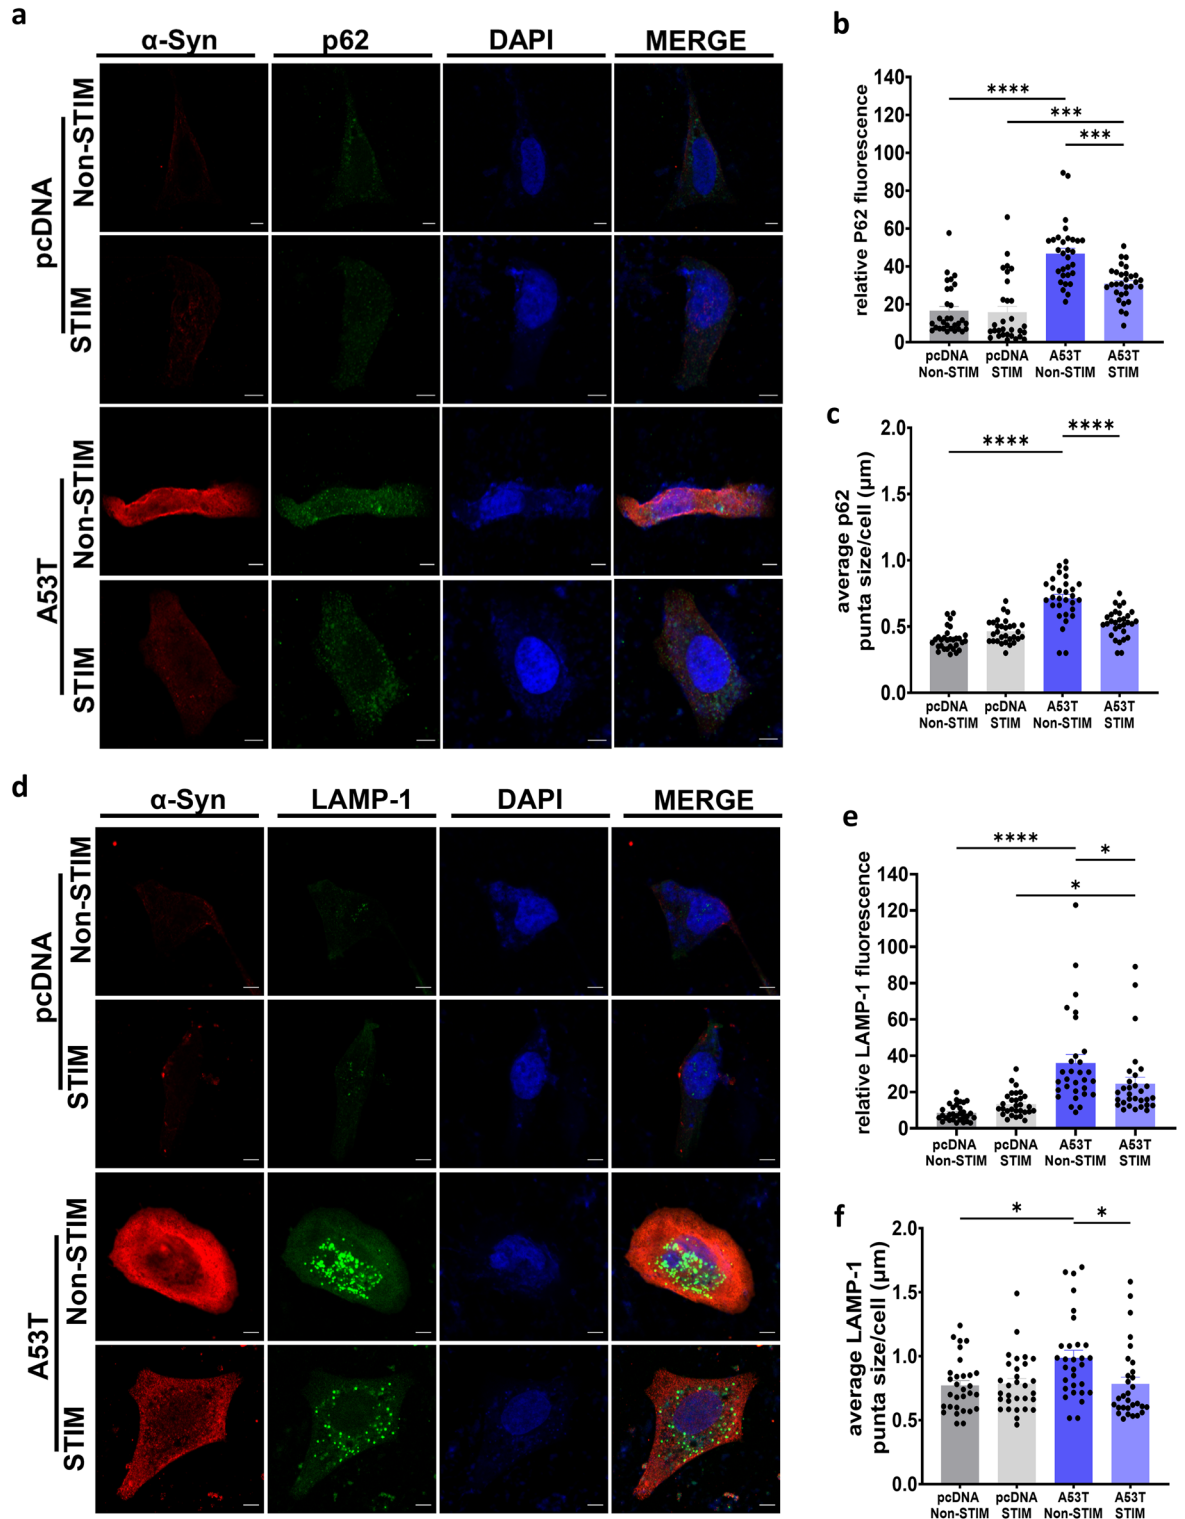 a
α-Syn p62 DAPI MERGE
pcDNA
Non-STIM
STIM
A53T
Non-STIM
STIM
b
relative P62 fluorescence
140
120
100
80
60
40
20
0
****
***
***
pcDNA Non-STIM
pcDNA STIM
A53T Non-STIM
A53T STIM
c
average p62
punta size/cell (μm)
2.0
1.5
1.0
0.5
0.0
****
****
pcDNA Non-STIM
pcDNA STIM
A53T Non-STIM
A53T STIM
d
α-Syn LAMP-1 DAPI MERGE
pcDNA
Non-STIM
STIM
A53T
Non-STIM
STIM
e
relative LAMP-1 fluorescence
140
120
100
80
60
40
20
0
****
*
*
pcDNA Non-STIM
pcDNA STIM
A53T Non-STIM
A53T STIM
f
average LAMP-1
punta size/cell (μm)
2.0
1.5
1.0
0.5
0.0
*
*
pcDNA Non-STIM
pcDNA STIM
A53T Non-STIM
A53T STIM